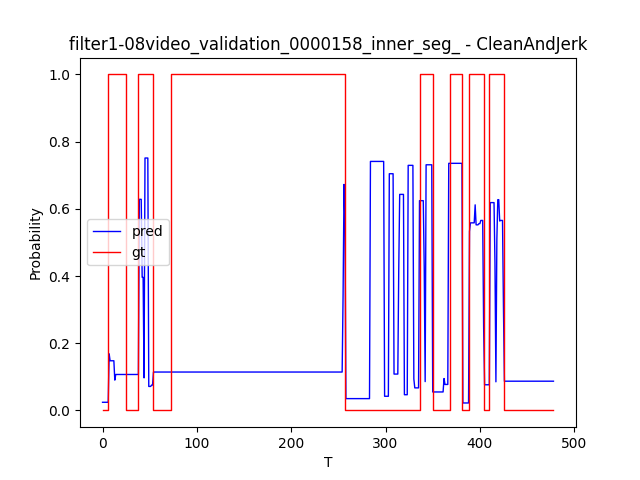 filter1-08video_validation_0000158_inner_seg_ - CleanAndJerk
1.0
0.8
0.6
0.4
0.2
0.0
Probability
pred
gt
0 100 200 300 400 500
T